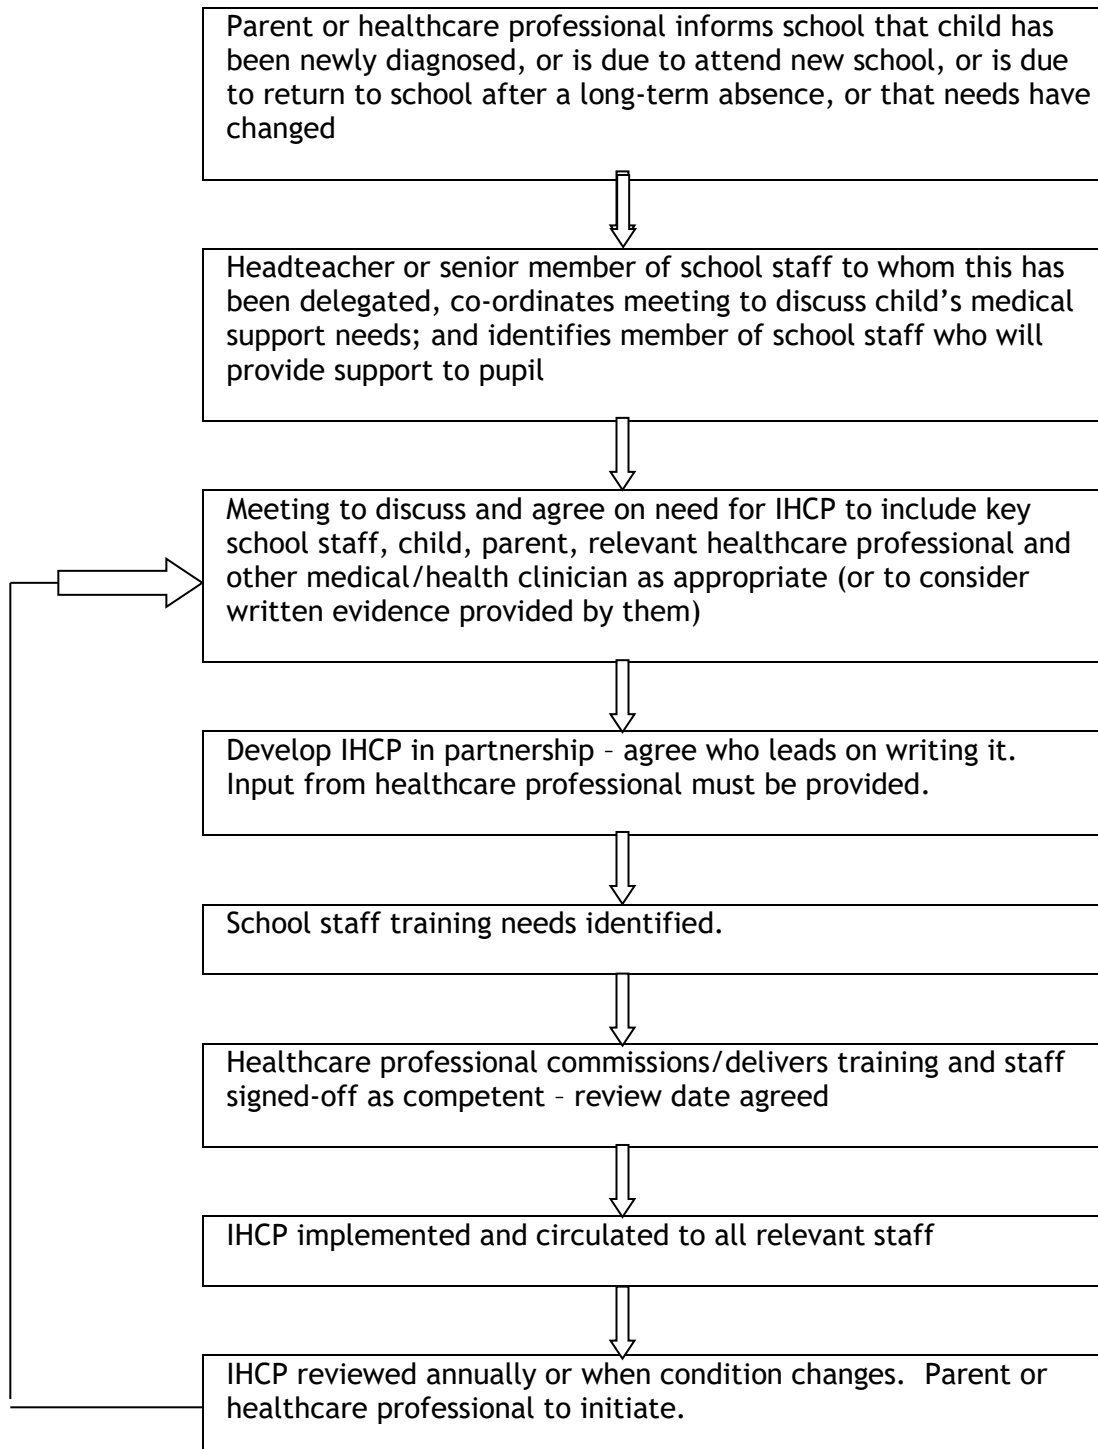 Parent or healthcare professional informs school that child has
been newly diagnosed, or is due to attend new school, or is due
to return to school after a long-term absence, or that needs have
changed
Headteacher or senior member of school staff to whom this has
been delegated, co-ordinates meeting to discuss child’s medical
support needs; and identifies member of school staff who will
provide support to pupil
Meeting to discuss and agree on need for IHCP to include key
school staff, child, parent, relevant healthcare professional and
other medical/health clinician as appropriate (or to consider
written evidence provided by them)
Develop IHCP in partnership – agree who leads on writing it.
Input from healthcare professional must be provided.
School staff training needs identified.
Healthcare professional commissions/delivers training and staff
signed-off as competent – review date agreed
IHCP implemented and circulated to all relevant staff
IHCP reviewed annually or when condition changes.  Parent or
healthcare professional to initiate.